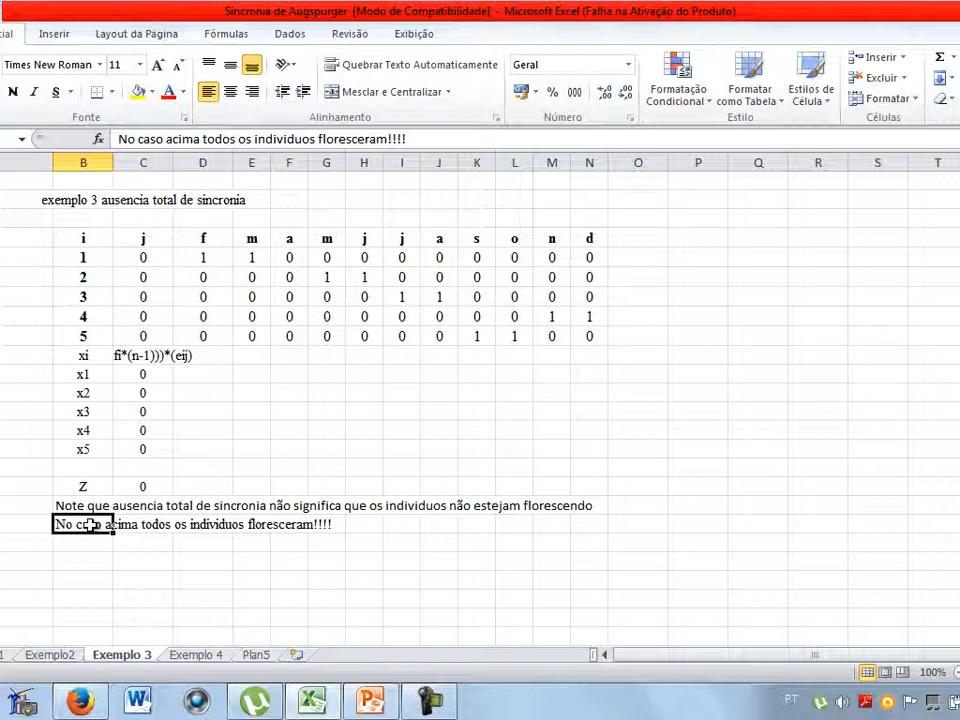 Sincronia de Augspurger [Modo de Compatibilidade] - Microsoft Excel (Falha na Ativação do Produto)
Inserir Layout da Página Fórmulas Dados Revisão Exibição
Times New Roman 11 A A Quebrar Texto Automaticamente Geral Inserir Σ
N I S A Mesclar e Centralizar % 000 Formatação Condicional Formatar como Tabela Estilos de Célula Excluir
Formatar
Fonte Alinhamento Número Estilo Células
fx No caso acima todos os individuos floresceram!!!!
B C D E F G H I J K L M N O P Q R S T
exemplo 3 ausencia total de sincronia
i j f m a m j j a s o n d
1 0 1 1 0 0 0 0 0 0 0 0 0
2 0 0 0 0 1 1 0 0 0 0 0 0
3 0 0 0 0 0 0 1 1 0 0 0 0
4 0 0 0 0 0 0 0 0 0 0 1 1
5 0 0 0 0 0 0 0 0 1 1 0 0
xi fi*(n-1)))*(eij)
x1 0
x2 0
x3 0
x4 0
x5 0
Z 0
Note que ausencia total de sincronia não significa que os individuos não estejam florescendo
No caso acima todos os individuos floresceram!!!!
Exemplo2 Exemplo 3 Exemplo 4 Plan5
100%
PT